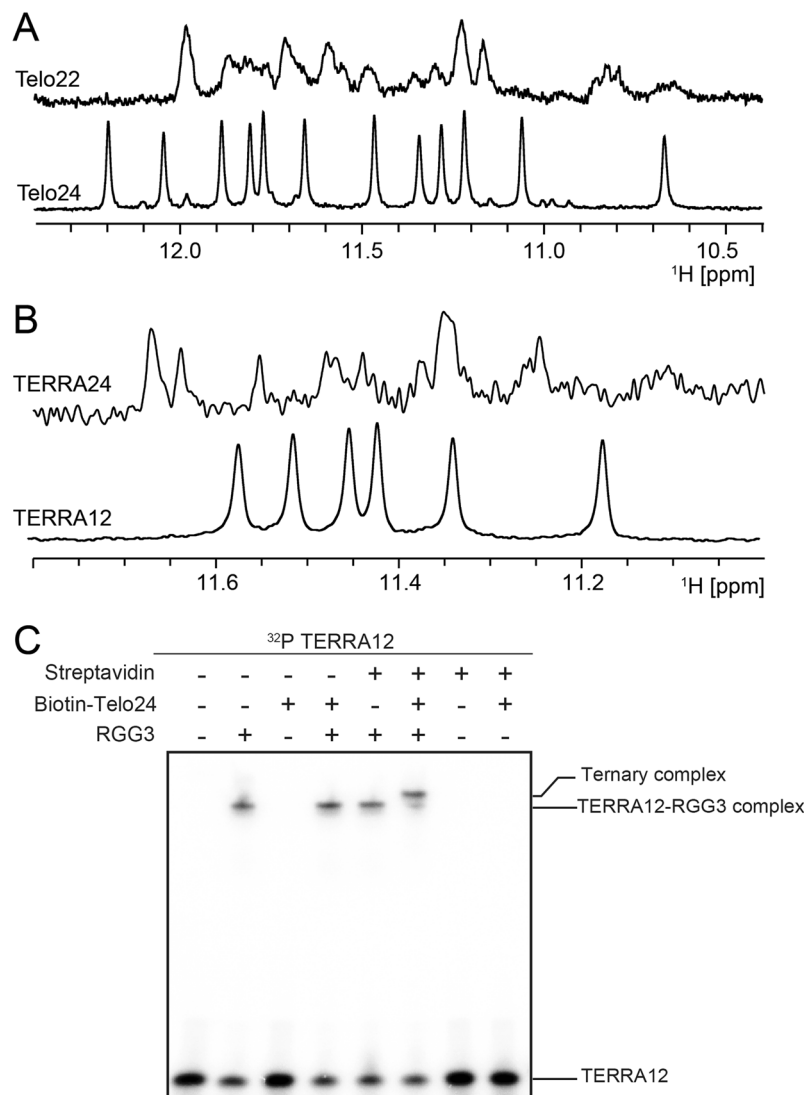 A
Telo22
Telo24
12.0 11.5 11.0 10.5
¹H [ppm]
B
TERRA24
TERRA12
11.6 11.4 11.2 ¹H [ppm]
C
³²P TERRA12
Streptavidin - - - - + + + +
Biotin-Telo24 - - + + - + - +
RGG3 - + - + + + - -
Ternary complex
TERRA12-RGG3 complex
TERRA12